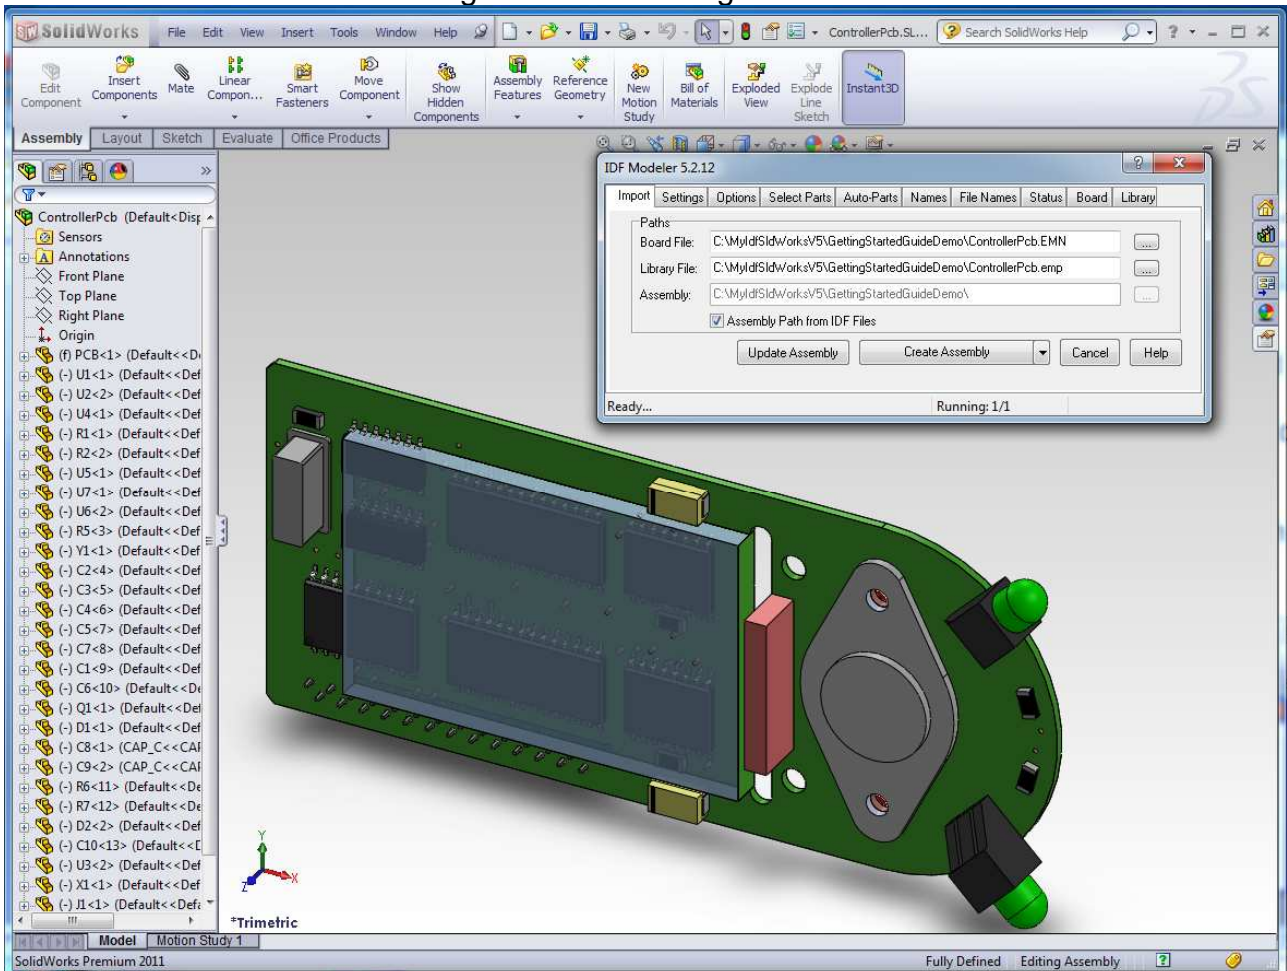 SolidWorks File Edit View Insert Tools Window Help ControllerPcb.SL... Search SolidWorks Help ?
Edit Component
Insert Components
Mate
Linear Compon...
Smart Fasteners
Move Component
Show Hidden Components
Assembly Features
Reference Geometry
New Motion Study
Bill of Materials
Exploded View
Explode Line Sketch
Instant3D
Assembly Layout Sketch Evaluate Office Products
IDF Modeler 5.2.12
Import Settings Options Select Parts Auto-Parts Names File Names Status Board Library
Paths
Board File: C:\MyIdfSldWorksV5\GettingStartedGuideDemo\ControllerPcb.EMN ...
Library File: C:\MyIdfSldWorksV5\GettingStartedGuideDemo\ControllerPcb.emp ...
Assembly: C:\MyIdfSldWorksV5\GettingStartedGuideDemo\ ...
Assembly Path from IDF Files
Update Assembly Create Assembly Cancel Help
Ready... Running: 1/1
ControllerPcb (Default<Disp
Sensors
Annotations
Front Plane
Top Plane
Right Plane
Origin
(f) PCB<1> (Default<<De
(-) U1<1> (Default<<Def
(-) U2<2> (Default<<Def
(-) U4<1> (Default<<Def
(-) R1<1> (Default<<Def
(-) R2<2> (Default<<Def
(-) U5<1> (Default<<Def
(-) U7<1> (Default<<Def
(-) U6<2> (Default<<Def
(-) R5<3> (Default<<Def
(-) Y1<1> (Default<<Def
(-) C2<4> (Default<<Def
(-) C3<5> (Default<<Def
(-) C4<6> (Default<<Def
(-) C5<7> (Default<<Def
(-) C7<8> (Default<<Def
(-) C1<9> (Default<<Def
(-) C6<10> (Default<<De
(-) Q1<1> (Default<<Def
(-) D1<1> (Default<<Def
(-) C8<1> (CAP_C<<CAP
(-) C9<2> (CAP_C<<CAP
(-) R6<11> (Default<<De
(-) R7<12> (Default<<De
(-) D2<2> (Default<<Def
(-) C10<13> (Default<<D
(-) U3<2> (Default<<Def
(-) X1<1> (Default<<Def
(-) J1<1> (Default<<Defa
Y
X
Z
*Trimetric
Model Motion Study 1
SolidWorks Premium 2011 Fully Defined Editing Assembly ?